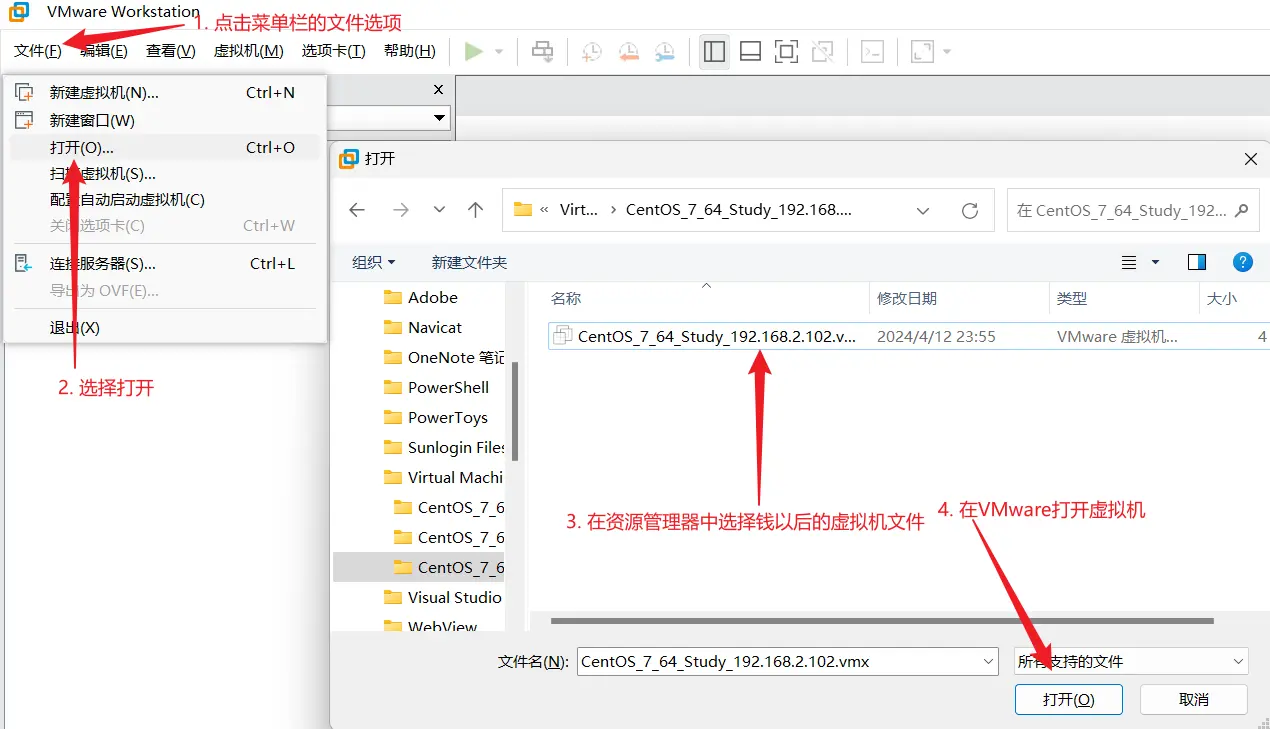 VMware Workstation
1. 点击菜单栏的文件选项
文件(F) 编辑(E) 查看(V) 虚拟机(M) 选项卡(T) 帮助(H)
新建虚拟机(N)... Ctrl+N
新建窗口(W)
打开(O)... Ctrl+O
扫描虚拟机(S)...
配置自动启动虚拟机(C)
关闭选项卡(C) Ctrl+W
连接服务器(S)... Ctrl+L
导出为 OVF(E)...
退出(X)
2. 选择打开
打开
« Virt... › CentOS_7_64_Study_192.168....
在 CentOS_7_64_Study_192...
组织 新建文件夹
名称 修改日期 类型 大小
Adobe
Navicat
OneNote 笔记
PowerShell
PowerToys
Sunlogin Files
Virtual Machi
CentOS_7_6
CentOS_7_6
CentOS_7_6
Visual Studio
WebView
CentOS_7_64_Study_192.168.2.102.v... 2024/4/12 23:55 VMware 虚拟机... 4
3. 在资源管理器中选择钱以后的虚拟机文件
4. 在VMware打开虚拟机
文件名(N): CentOS_7_64_Study_192.168.2.102.vmx
所有支持的文件
打开(O) 取消